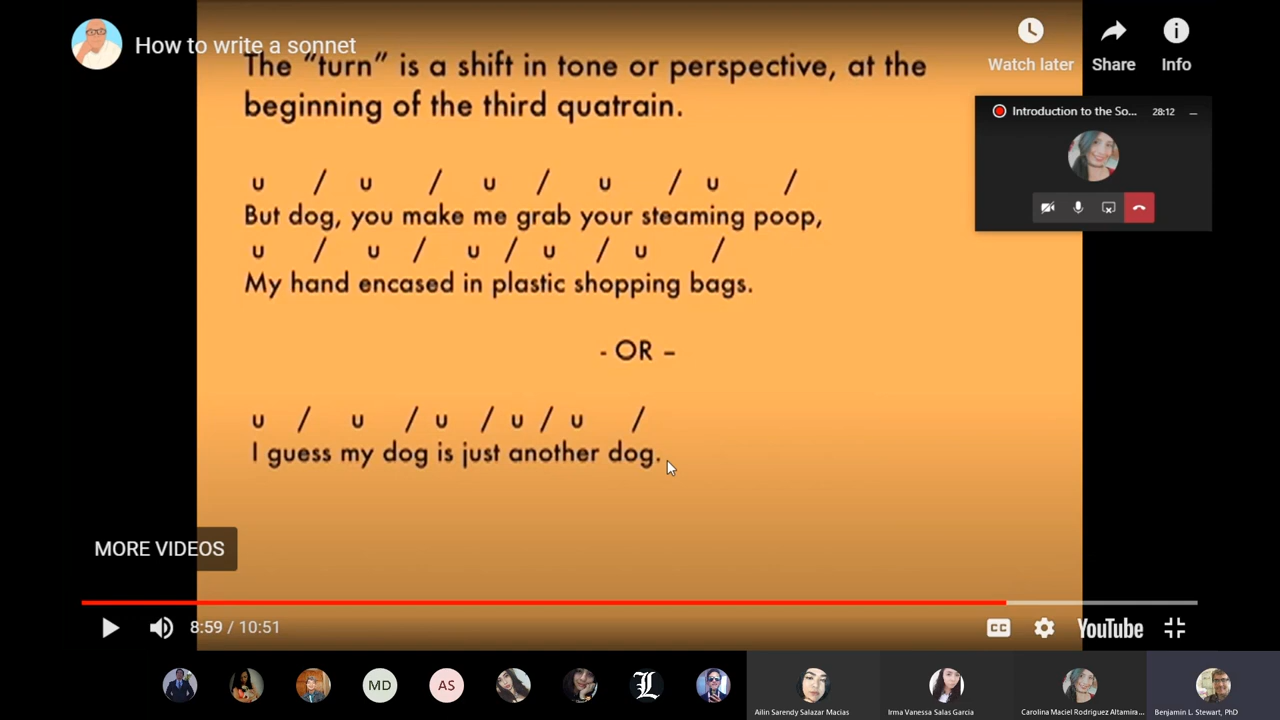 How to write a sonnet
Watch later
Share
Info
The “turn” is a shift in tone or perspective, at the
beginning of the third quatrain.
Introduction to the So...
28:12
u / u / u / u / u /
But dog, you make me grab your steaming poop,
u / u / u / u / u /
My hand encased in plastic shopping bags.
- OR –
u / u / u / u / u /
I guess my dog is just another dog.
MORE VIDEOS
8:59 / 10:51
CC
YouTube
MD
AS
L
Ailin Sarendy Salazar Macias
Irma Vanessa Salas Garcia
Carolina Maciel Rodriguez Altamira...
Benjamin L. Stewart, PhD